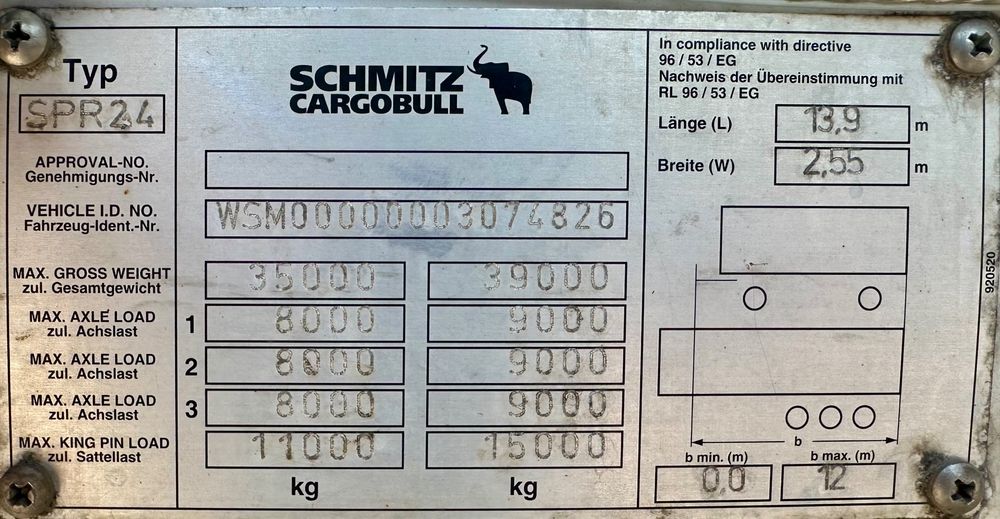 Typ
SPR24
APPROVAL-NO.
Genehmigungs-Nr.
VEHICLE I.D. NO.
Fahrzeug-Ident.-Nr.
WSM00000003074826
SCHMITZ
CARGOBULL
MAX. GROSS WEIGHT
zul. Gesamtgewicht
35000 39000
MAX. AXLE LOAD
zul. Achslast
1 8000 9000
MAX. AXLE LOAD
zul. Achslast
2 8000 9000
MAX. AXLE LOAD
zul. Achslast
3 8000 9000
MAX. KING PIN LOAD
zul. Sattellast
11000 15000
kg kg
In compliance with directive
96 / 53 / EG
Nachweis der Übereinstimmung mit
RL 96 / 53 / EG
Länge (L) 13,9 m
Breite (W) 2,55 m
b
b min. (m) b max. (m)
0.0 12
920520